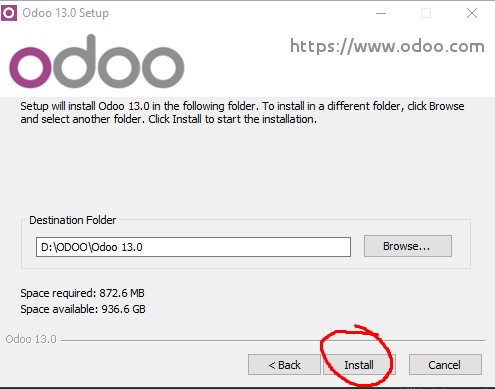 Odoo 13.0 Setup
odoo
https://www.odoo.com
Setup will install Odoo 13.0 in the following folder. To install in a different folder, click Browse
and select another folder. Click Install to start the installation.
Destination Folder
D:\ODOO\Odoo 13.0
Browse...
Space required: 872.6 MB
Space available: 936.6 GB
Odoo 13.0
< Back
Install
Cancel